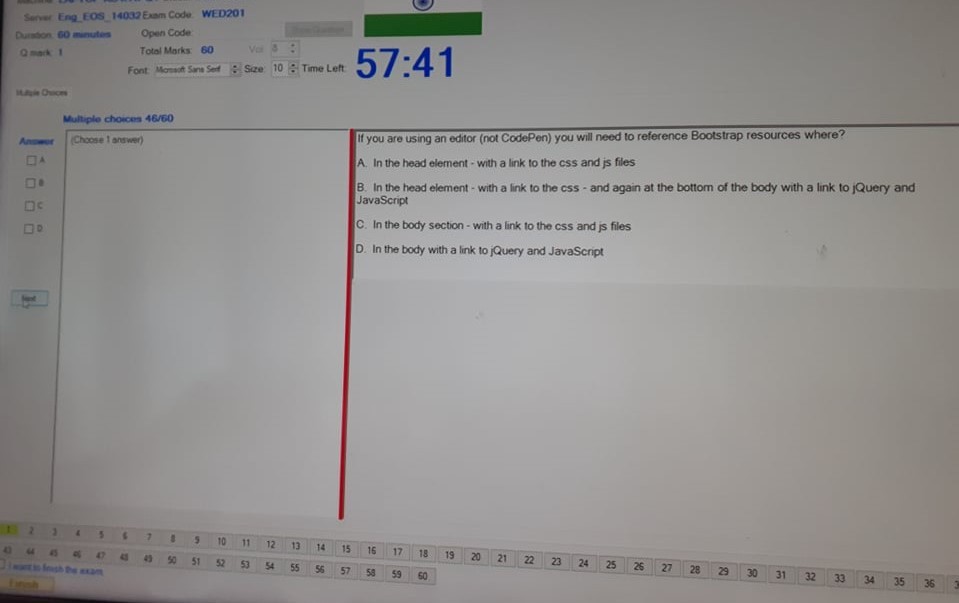 Server: Eng_EOS_14032 Exam Code: WED201
Duration: 60 minutes Open Code:
Q mark: 1 Total Marks: 60 Vol: 8
Font: Microsoft Sans Serif Size: 10 Time Left: 57:41
Multiple Choices
Multiple choices 46/60
Answer (Choose 1 answer)
A
B
C
D
Next
If you are using an editor (not CodePen) you will need to reference Bootstrap resources where?
A. In the head element - with a link to the css and js files
B. In the head element - with a link to the css - and again at the bottom of the body with a link to jQuery and
JavaScript
C. In the body section - with a link to the css and js files
D. In the body with a link to jQuery and JavaScript
1 2 3 4 5 6 7 8 9 10 11 12 13 14 15 16 17 18 19 20 21 22 23 24 25 26 27 28 29 30 31 32 33 34 35 36
43 44 45 46 47 48 49 50 51 52 53 54 55 56 57 58 59 60
I want to finish the exam.
Finish